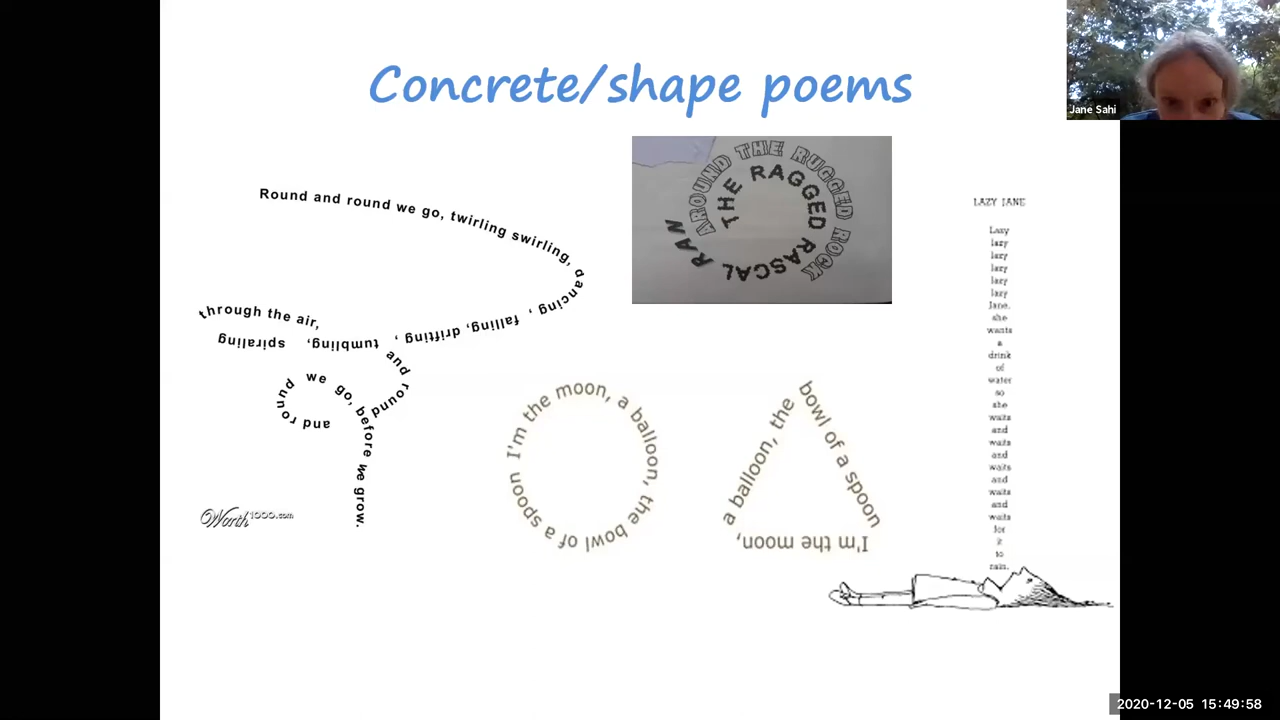 Concrete/shape poems
Jane Sahi
AROUND THE RUGGED ROCK
THE RAGGED RASCAL RAN
Round and round we go, twirling swirling, dancing, falling, drifting, tumbling, spiraling
through the air,
and round and round we go, before we grow.
Worth1000.com
I'm the moon, a balloon, the bowl of a spoon
I'm the moon,
a balloon, the
bowl of a spoon
LAZY JANE
Lazy
lazy
lazy
lazy
lazy
lazy
Jane.
she
wants
a
drink
of
water
so
she
waits
and
waits
and
waits
and
waits
and
waits
for
it
to
rain.
2020-12-05 15:49:58